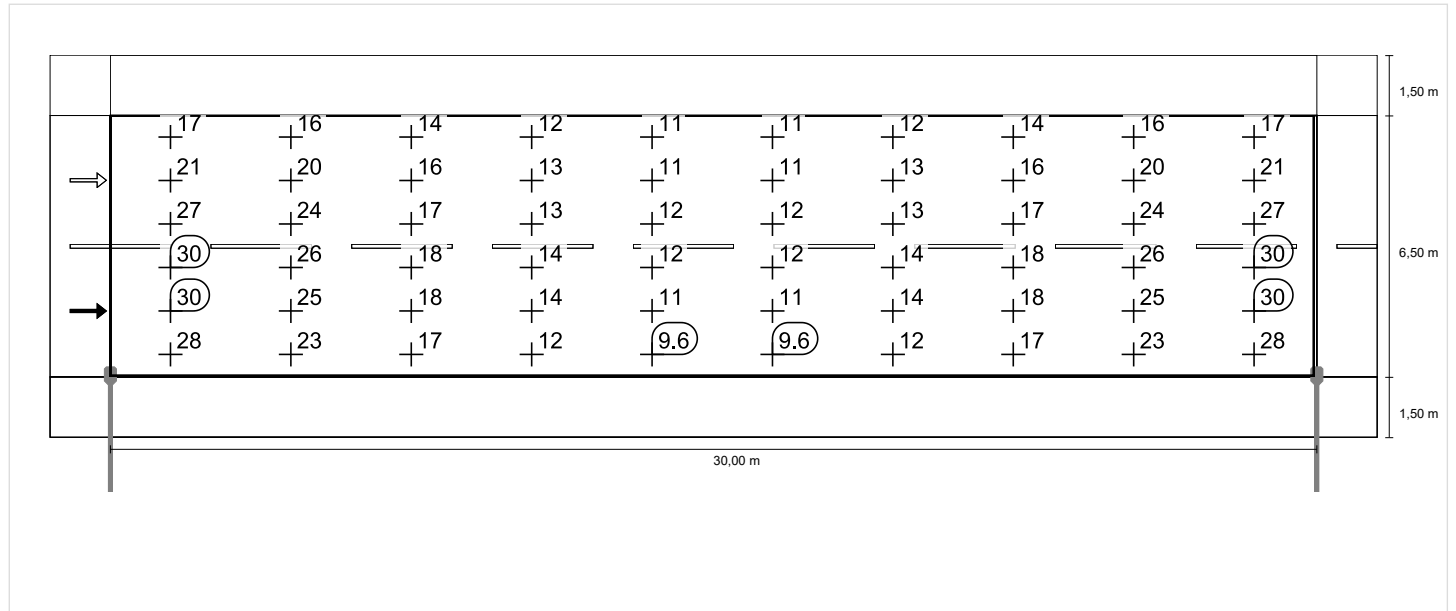 1,50 m
17 16 14 12 11 11 12 14 16 17
21 20 16 13 11 11 13 16 20 21
27 24 17 13 12 12 13 17 24 27
30 26 18 14 12 12 14 18 26 30
6,50 m
30 25 18 14 11 11 14 18 25 30
28 23 17 12 9.6 9.6 12 17 23 28
1,50 m
30,00 m